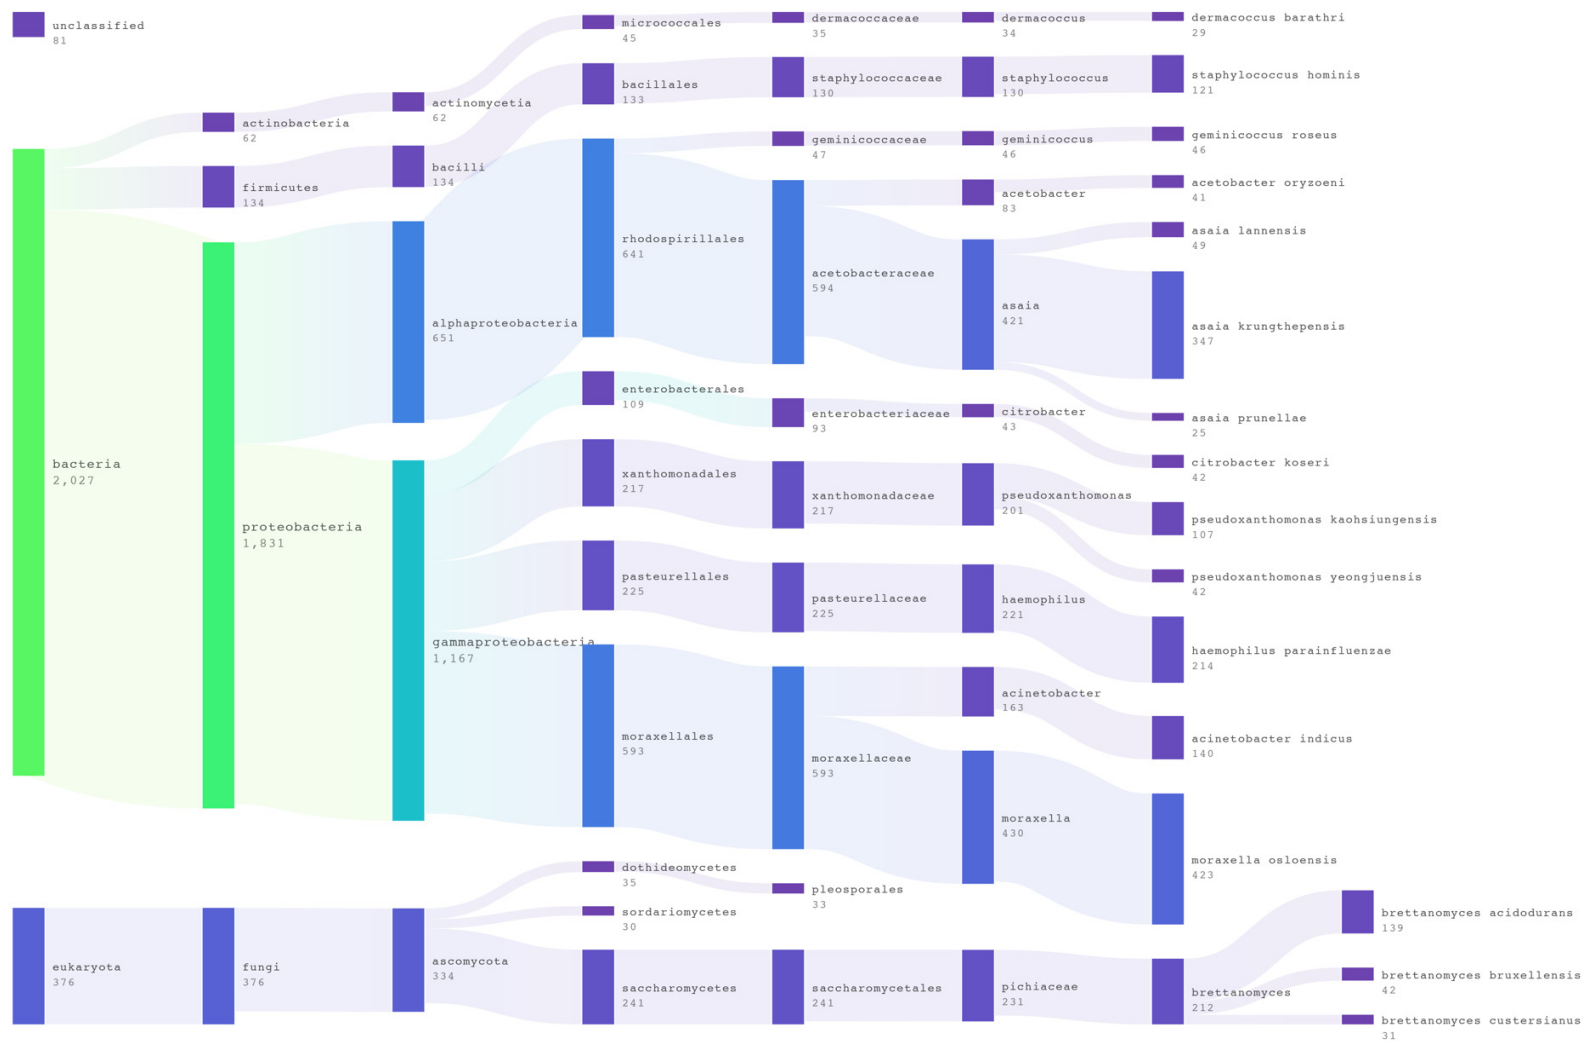 unclassified
81
bacteria
2,027
eukaryota
376
actinobacteria
62
firmicutes
134
proteobacteria
1,831
fungi
376
actinomycetia
62
bacilli
134
alphaproteobacteria
651
gammaproteobacteria
1,167
ascomycota
334
micrococcales
45
bacillales
133
rhodospirillales
641
enterobacterales
109
xanthomonadales
217
pasteurellales
225
moraxellales
593
dothideomycetes
35
sordariomycetes
30
saccharomycetes
241
dermacoccaceae
35
staphylococcaceae
130
geminicoccaceae
47
acetobacteraceae
594
enterobacteriaceae
93
xanthomonadaceae
217
pasteurellaceae
225
moraxellaceae
593
pleosporales
33
saccharomycetales
241
dermacoccus
34
staphylococcus
130
geminicoccus
46
acetobacter
83
asaia
421
citrobacter
43
pseudoxanthomonas
201
haemophilus
221
acinetobacter
163
moraxella
430
pichiaceae
231
dermacoccus barathri
29
staphylococcus hominis
121
geminicoccus roseus
46
acetobacter oryzoeni
41
asaia lannensis
49
asaia krungthepensis
347
asaia prunellae
25
citrobacter koseri
42
pseudoxanthomonas kaohsiungensis
107
pseudoxanthomonas yeongjuensis
42
haemophilus parainfluenzae
214
acinetobacter indicus
140
moraxella osloensis
423
brettanomyces
212
brettanomyces acidodurans
139
brettanomyces bruxellensis
42
brettanomyces custersianus
31